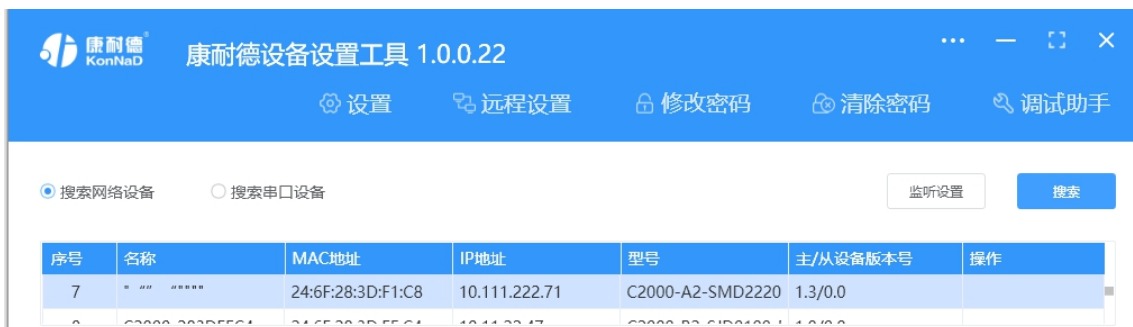 康耐德®
KonNaD
康耐德设备设置工具 1.0.0.22
设置 远程设置 修改密码 清除密码 调试助手
搜索网络设备 搜索串口设备 监听设置 搜索
序号 名称 MAC地址 IP地址 型号 主/从设备版本号 操作
7 24:6F:28:3D:F1:C8 10.111.222.71 C2000-A2-SMD2220 1.3/0.0